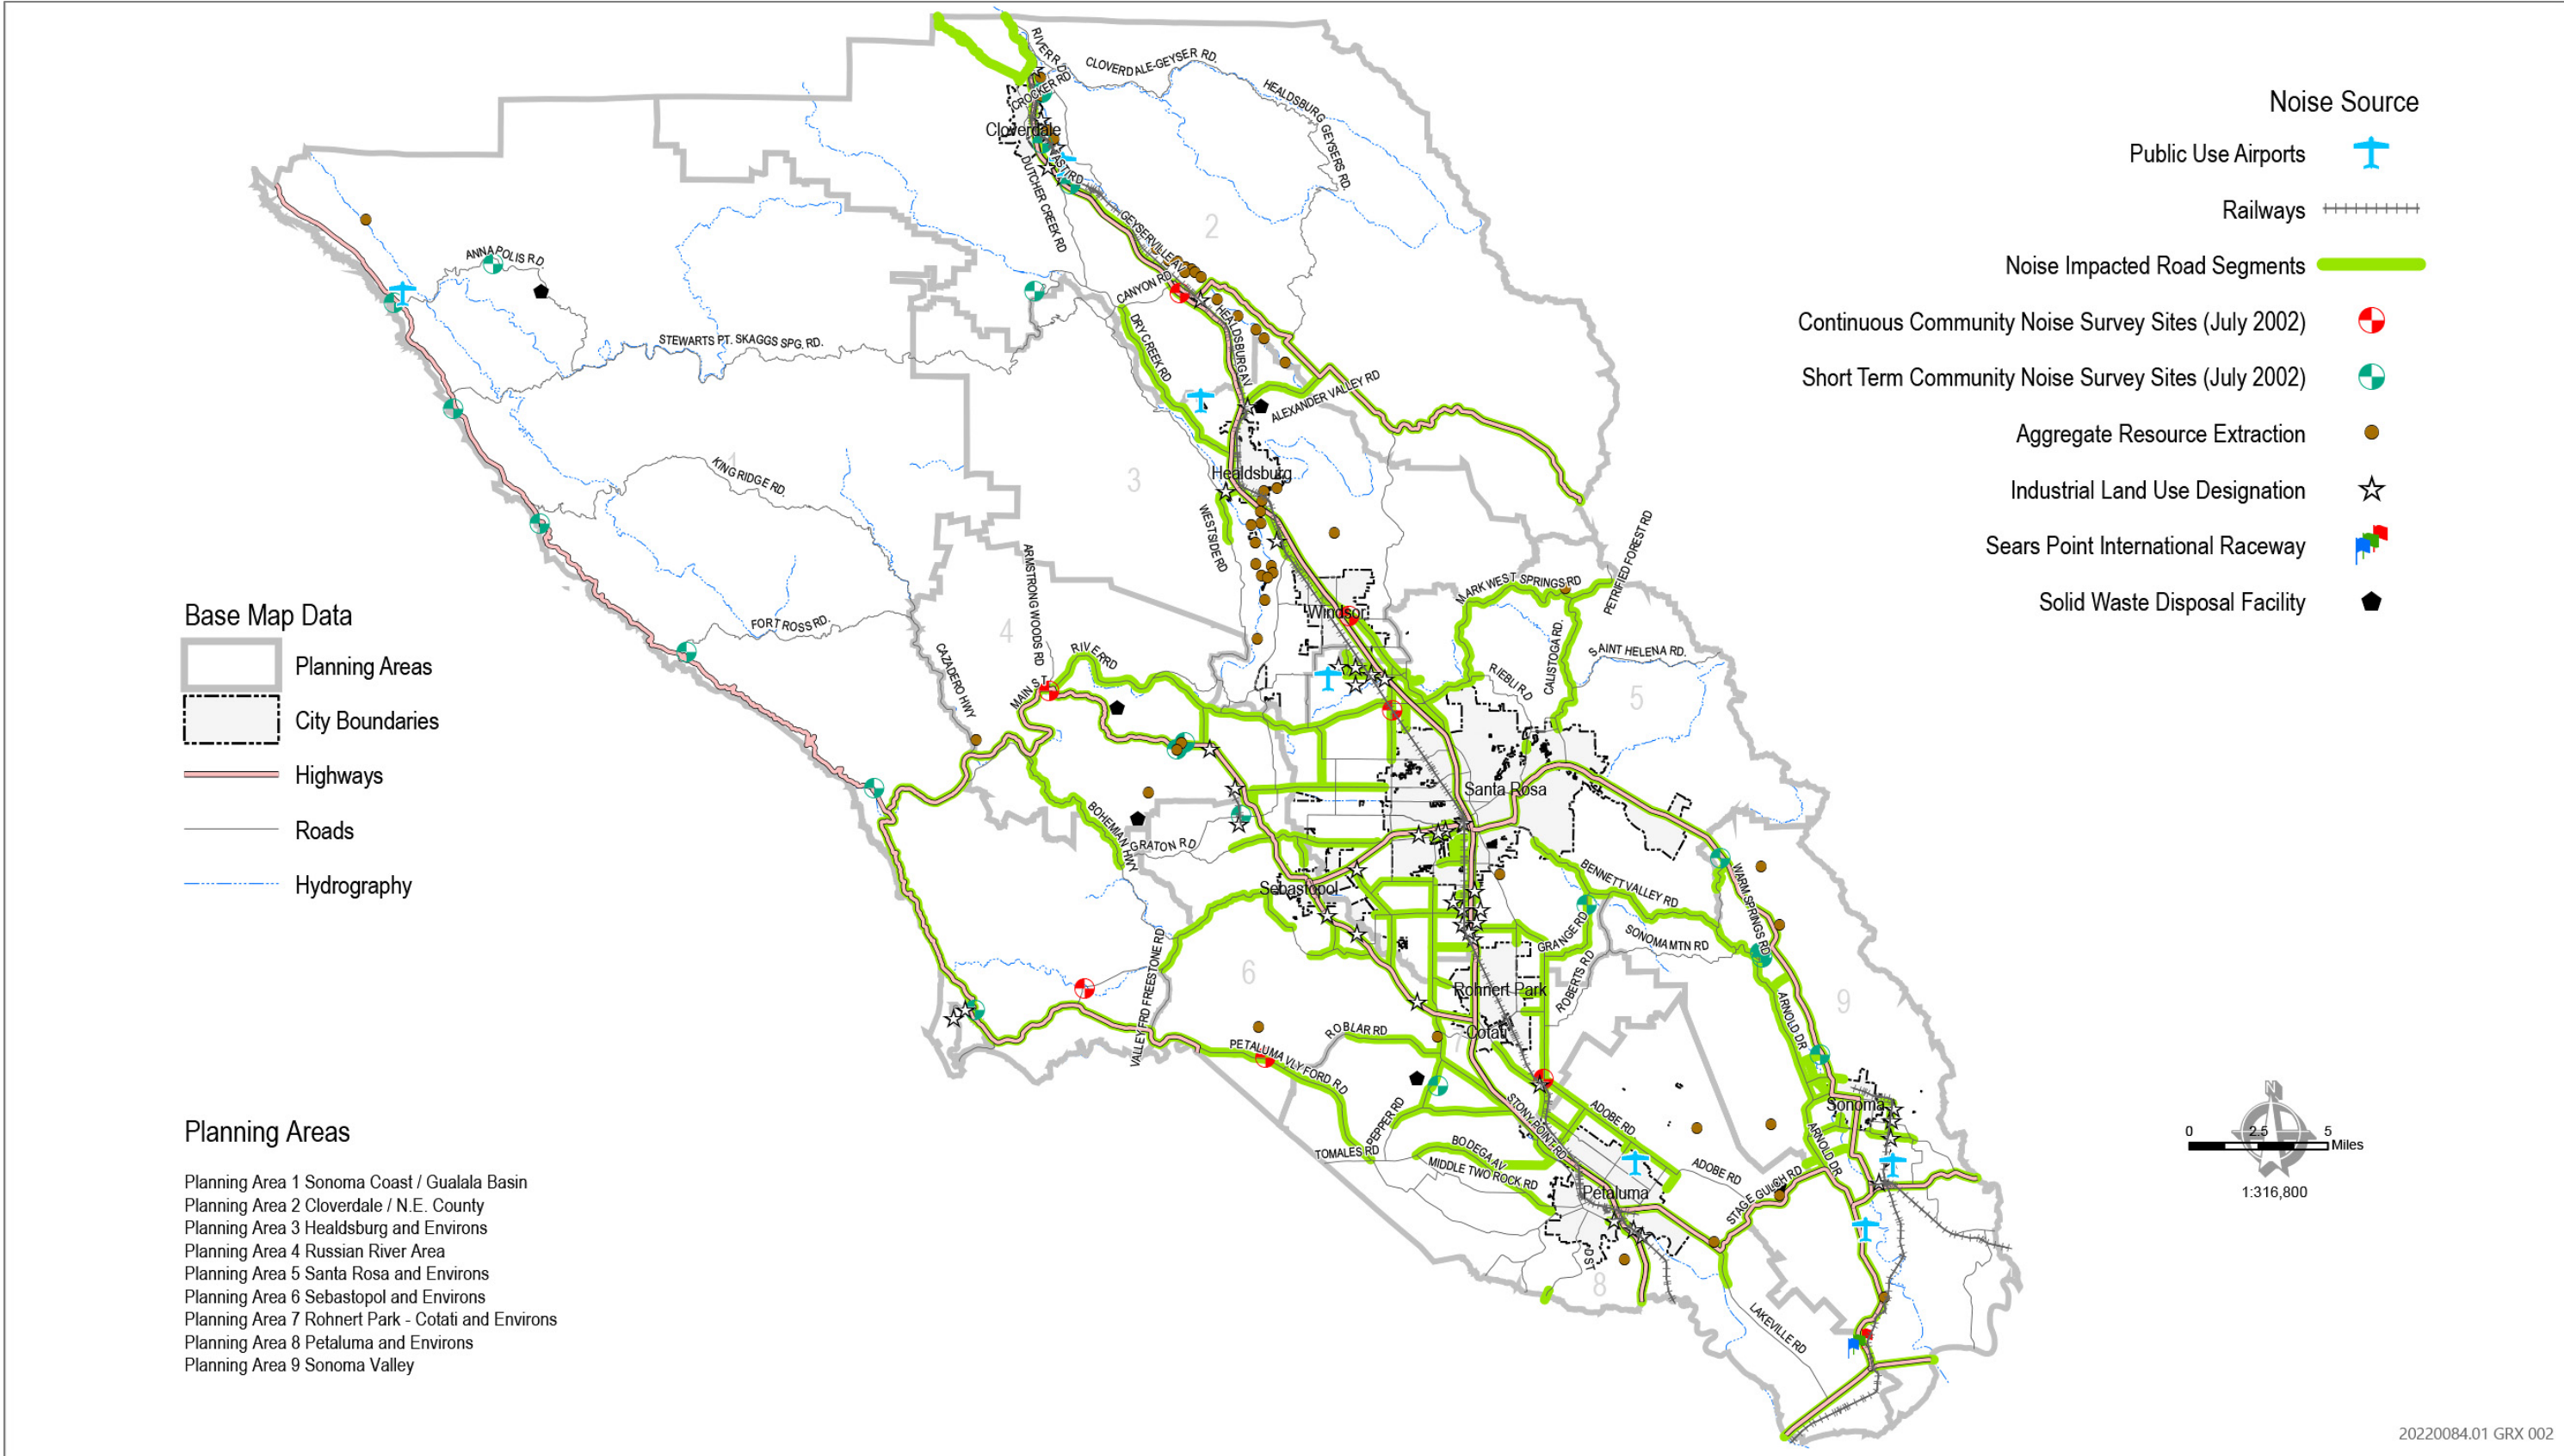 Noise Source
Public Use Airports
Railways
Noise Impacted Road Segments
Continuous Community Noise Survey Sites (July 2002)
Short Term Community Noise Survey Sites (July 2002)
Aggregate Resource Extraction
Industrial Land Use Designation
Sears Point International Raceway
Solid Waste Disposal Facility
Base Map Data
Planning Areas
City Boundaries
Highways
Roads
Hydrography
Planning Areas
Planning Area 1 Sonoma Coast / Gualala Basin
Planning Area 2 Cloverdale / N.E. County
Planning Area 3 Healdsburg and Environs
Planning Area 4 Russian River Area
Planning Area 5 Santa Rosa and Environs
Planning Area 6 Sebastopol and Environs
Planning Area 7 Rohnert Park - Cotati and Environs
Planning Area 8 Petaluma and Environs
Planning Area 9 Sonoma Valley
RIVER RD
CROCKER RD
CLOVERDALE-GEYSER RD.
HEALDSBURG GEYSERS RD.
Cloverdale
DUTCHER CREEK RD
GEYSERVILLE AV
2
CANYON RD
ANNAPOLIS RD
STEWARTS PT. SKAGGS SPG. RD.
DRY CREEK RD
HEALDSBURG AV
ALEXANDER VALLEY RD
KING RIDGE RD.
1
3
Healdsburg
WESTSIDE RD
ARMSTRONG WOODS RD
MARK WEST SPRINGS RD
PETRIFIED FOREST RD
Windsor
FORT ROSS RD.
4
CAZADERO HWY
MAIN ST
RIVER RD
RIEBLI RD
CALISTOGA RD.
SAINT HELENA RD.
5
Santa Rosa
BOHEMIAN HWY
GRATON RD
Sebastopol
BENNETT VALLEY RD
WARM SPRINGS RD
GRANGE RD
SONOMA MTN RD
ROBERTS RD
6
VALLEY FRD FREESTONE RD
Rohnert Park
ARNOLD DR
9
ROBLAR RD
Cotati
PETALUMA VLY FORD RD
PEPPER RD
STONY POINT RD
ADOBE RD
Sonoma
TOMALES RD
BODEGA AV
MIDDLE TWO ROCK RD
ADOBE RD
ARNOLD DR
STAGE GULCH RD
Petaluma
D ST
8
LAKEVILLE RD
N
0 2.5 5
Miles
1:316,800
20220084.01 GRX 002